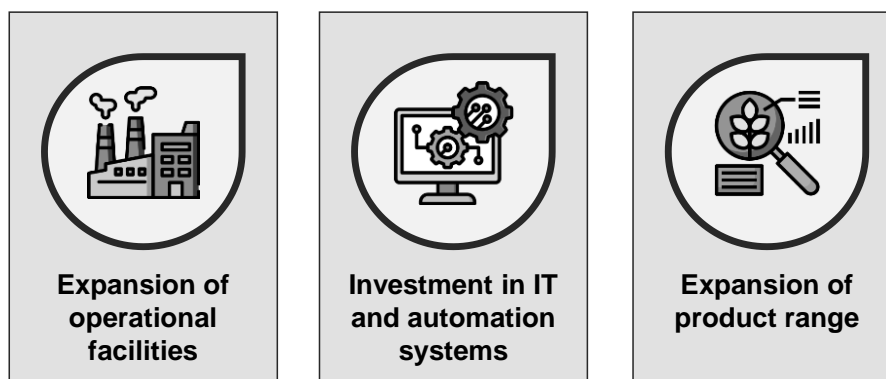 Expansion of
operational
facilities
Investment in IT
and automation
systems
Expansion of
product range